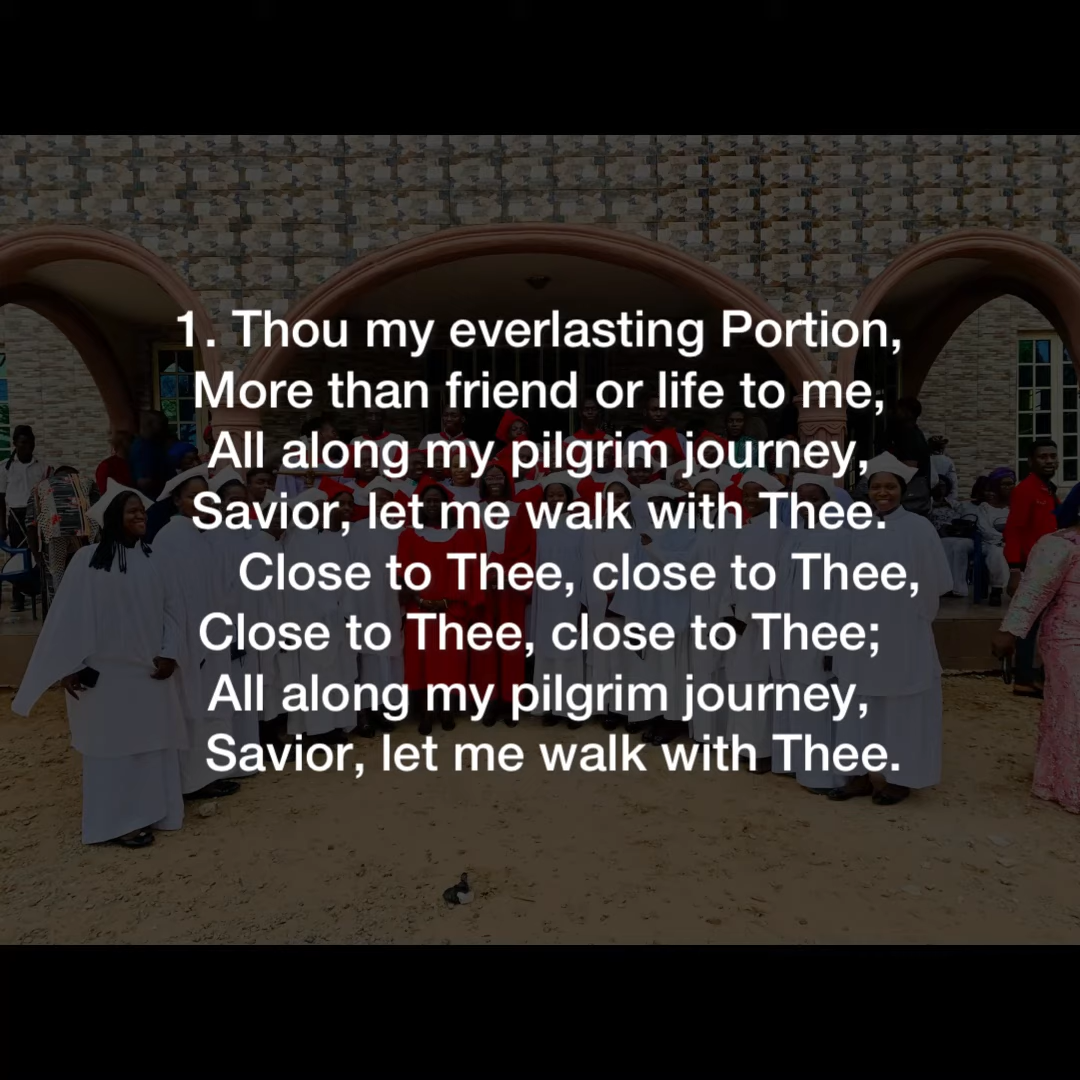 1. Thou my everlasting Portion,
More than friend or life to me,
All along my pilgrim journey,
Savior, let me walk with Thee.
Close to Thee, close to Thee,
Close to Thee, close to Thee;
All along my pilgrim journey,
Savior, let me walk with Thee.